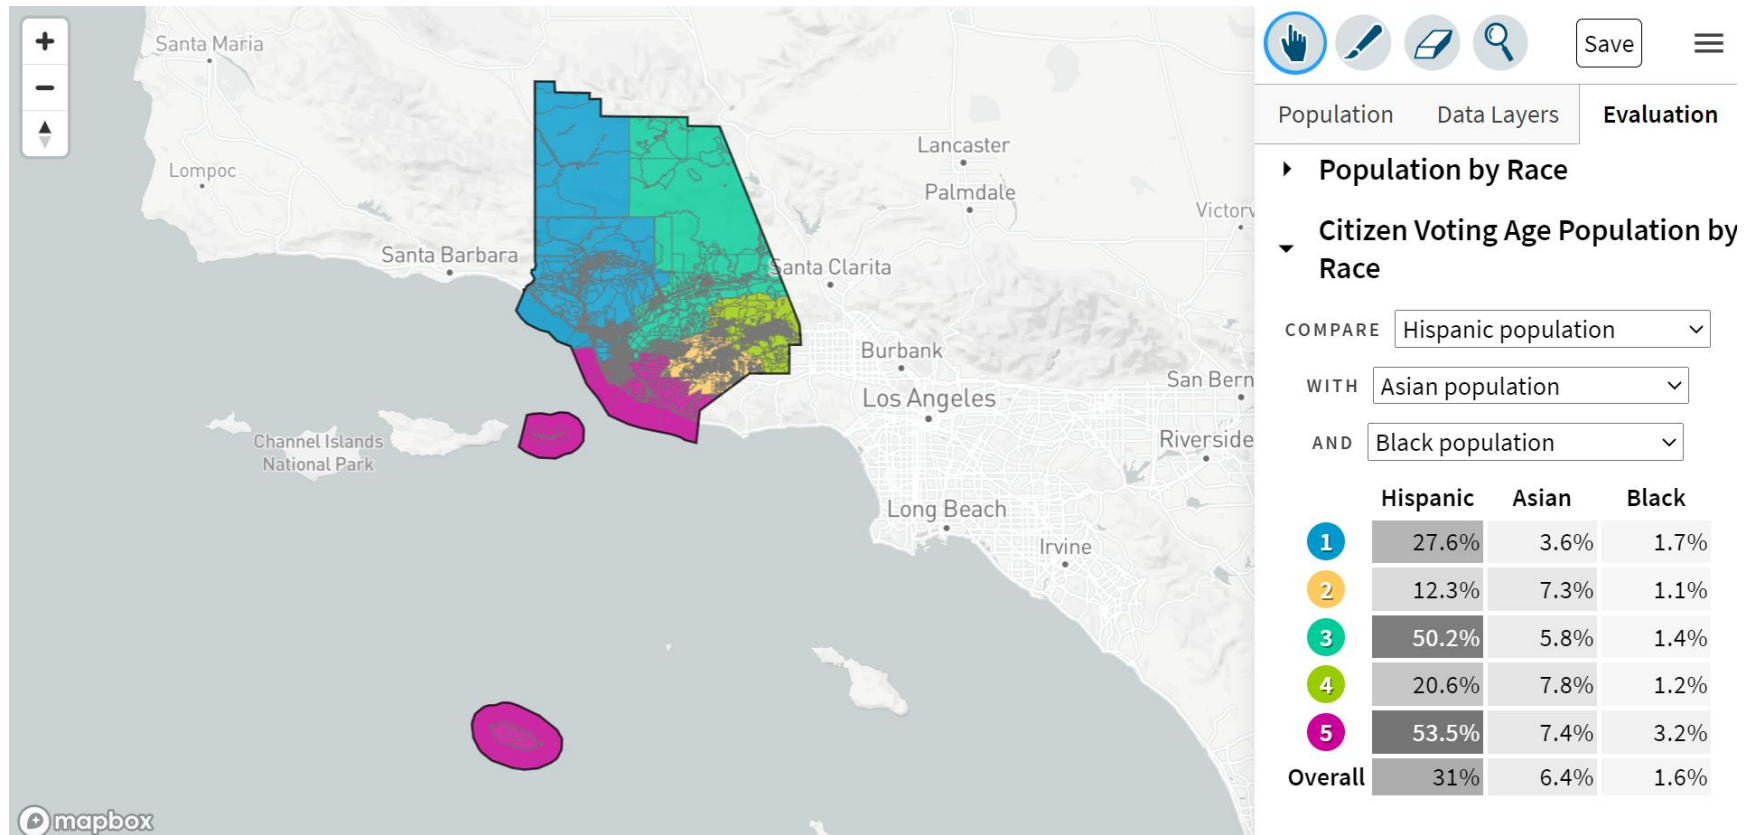 Santa Maria
Lompoc
Santa Barbara
Lancaster
Palmdale
Victorv
Santa Clarita
Burbank
Los Angeles
San Bern
Channel Islands
National Park
Riverside
Long Beach
Irvine
mapbox
Save
Population Data Layers Evaluation
Population by Race
Citizen Voting Age Population by
Race
COMPARE Hispanic population
WITH Asian population
AND Black population
Hispanic Asian Black
1 27.6% 3.6% 1.7%
2 12.3% 7.3% 1.1%
3 50.2% 5.8% 1.4%
4 20.6% 7.8% 1.2%
5 53.5% 7.4% 3.2%
Overall 31% 6.4% 1.6%